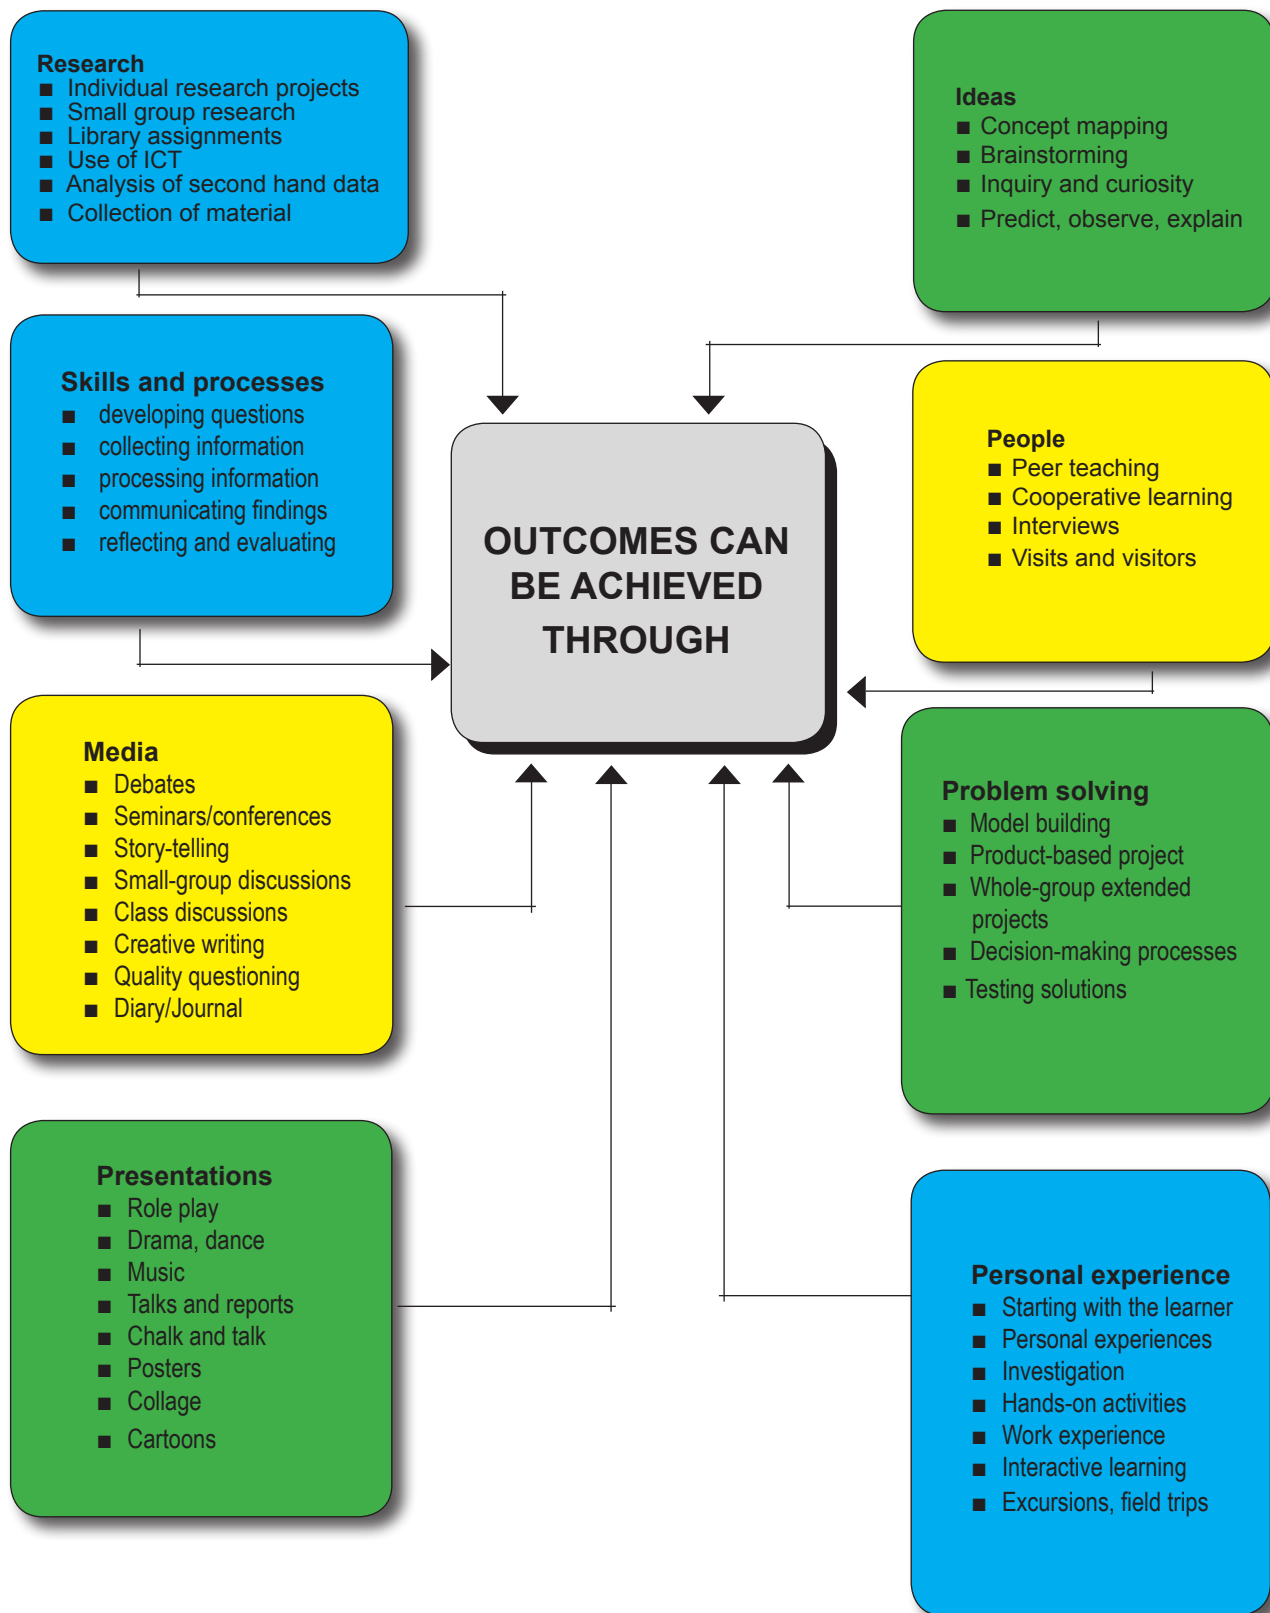 Research
■ Individual research projects
■ Small group research
■ Library assignments
■ Use of ICT
■ Analysis of second hand data
■ Collection of material
Ideas
■ Concept mapping
■ Brainstorming
■ Inquiry and curiosity
■ Predict, observe, explain
Skills and processes
■ developing questions
■ collecting information
■ processing information
■ communicating findings
■ reflecting and evaluating
OUTCOMES CAN
BE ACHIEVED
THROUGH
People
■ Peer teaching
■ Cooperative learning
■ Interviews
■ Visits and visitors
Media
■ Debates
■ Seminars/conferences
■ Story-telling
■ Small-group discussions
■ Class discussions
■ Creative writing
■ Quality questioning
■ Diary/Journal
Problem solving
■ Model building
■ Product-based project
■ Whole-group extended
projects
■ Decision-making processes
■ Testing solutions
Presentations
■ Role play
■ Drama, dance
■ Music
■ Talks and reports
■ Chalk and talk
■ Posters
■ Collage
■ Cartoons
Personal experience
■ Starting with the learner
■ Personal experiences
■ Investigation
■ Hands-on activities
■ Work experience
■ Interactive learning
■ Excursions, field trips